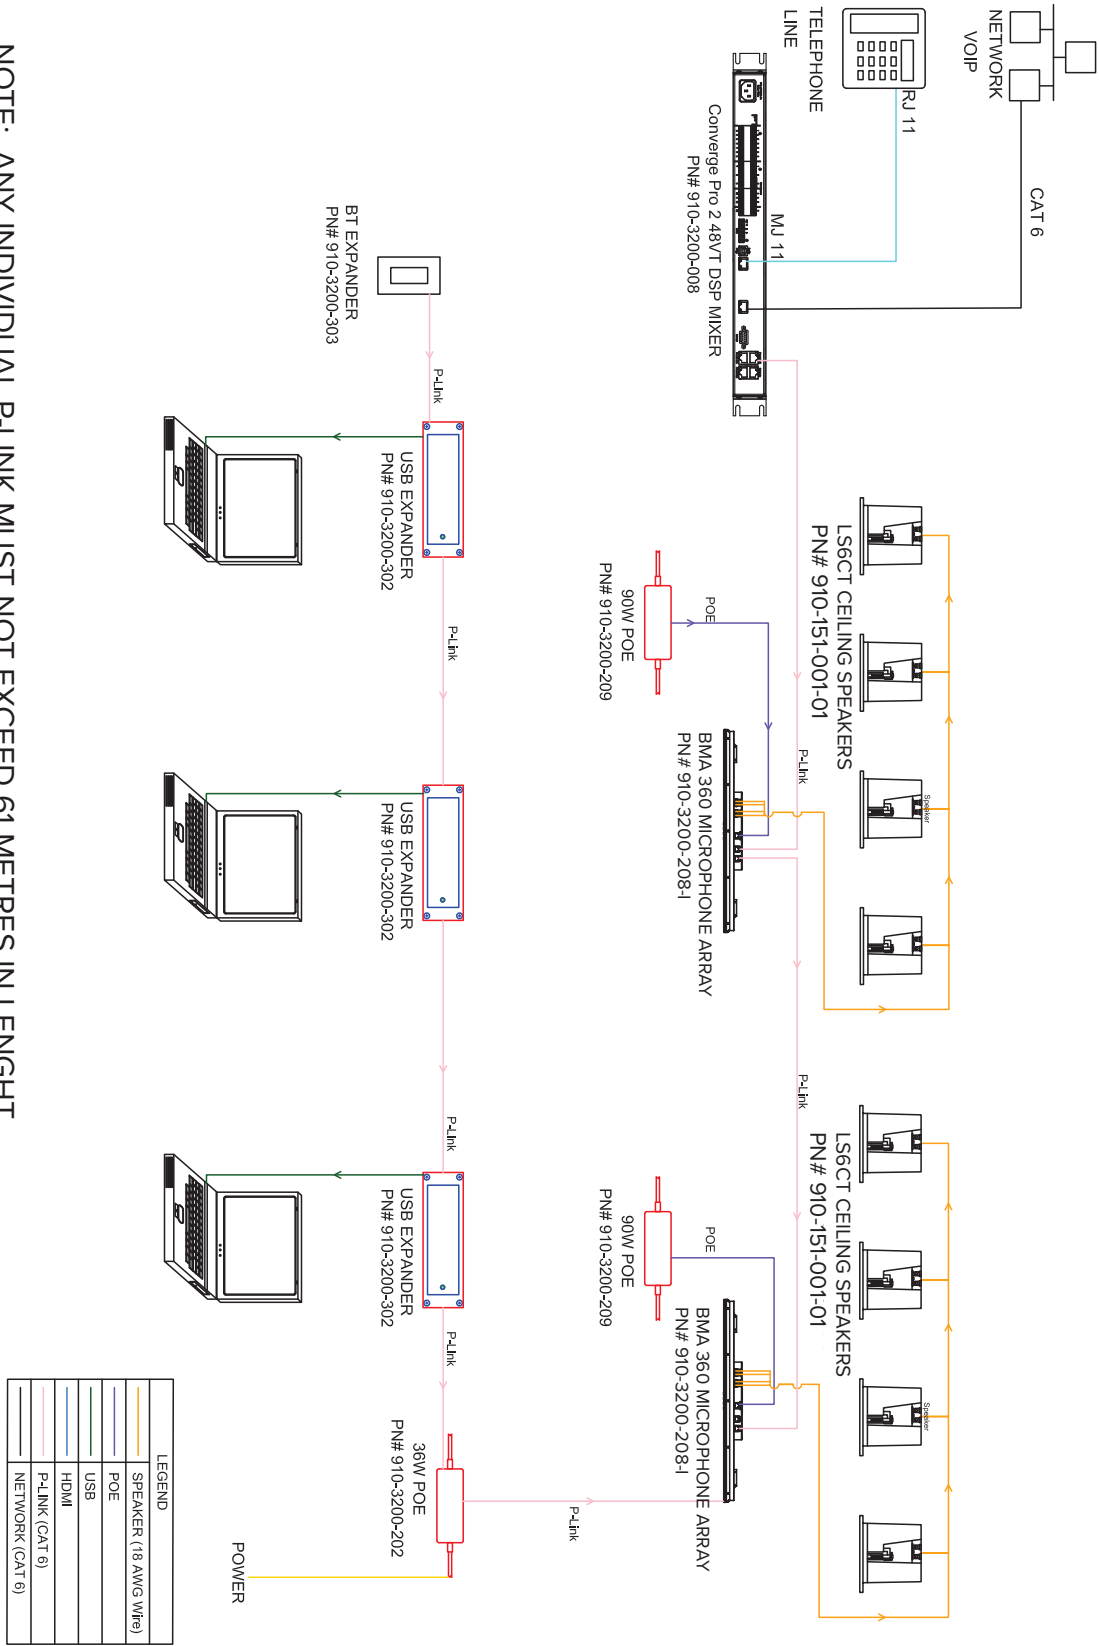 NETWORK
VOIP
CAT 6
TELEPHONE
LINE
RJ 11
MJ 11
Converge Pro 2 48VT DSP MIXER
PN# 910-3200-008
LS6CT CEILING SPEAKERS
PN# 910-151-001-01
Speaker
LS6CT CEILING SPEAKERS
PN# 910-151-001-01
Speaker
P-Link
P-Link
POE
90W POE
PN# 910-3200-209
BMA 360 MICROPHONE ARRAY
PN# 910-3200-208-I
POE
90W POE
PN# 910-3200-209
BMA 360 MICROPHONE ARRAY
PN# 910-3200-208-I
P-Link
BT EXPANDER
PN# 910-3200-303
P-Link
USB EXPANDER
PN# 910-3200-302
P-Link
USB EXPANDER
PN# 910-3200-302
P-Link
USB EXPANDER
PN# 910-3200-302
P-Link
36W POE
PN# 910-3200-202
POWER
LEGEND
SPEAKER (18 AWG Wire)
POE
USB
HDMI
P-LINK (CAT 6)
NETWORK (CAT 6)
NOTE: ANY INDIVIDUAL P-LINK MUST NOT EXCEED 61 METRES IN LENGHT